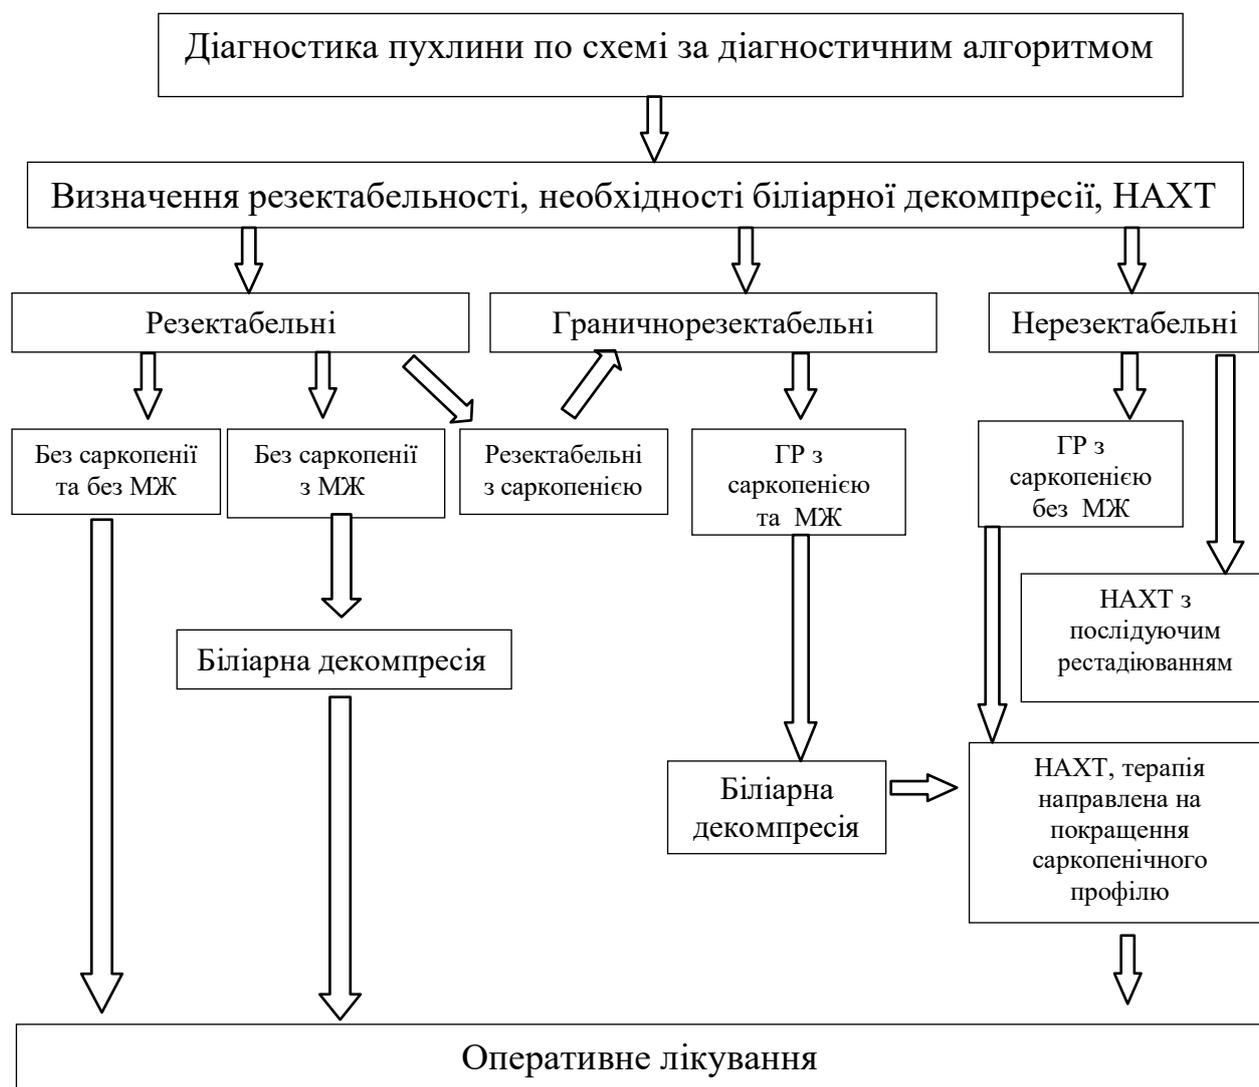 Діагностика пухлини по схемі за діагностичним алгоритмом
Визначення резектабельності, необхідності біліарної декомпресії, НАХТ
Резектабельні
Граничнорезектабельні
Нерезектабельні
Без саркопенії
та без МЖ
Без саркопенії
з МЖ
Резектабельні
з саркопенією
ГР з
саркопенією
та МЖ
ГР з
саркопенією
без МЖ
НАХТ з
послідуючим
рестадіюванням
Біліарна декомпресія
Біліарна
декомпресія
НАХТ, терапія
направлена на
покращення
саркопенічного
профілю
Оперативне лікування